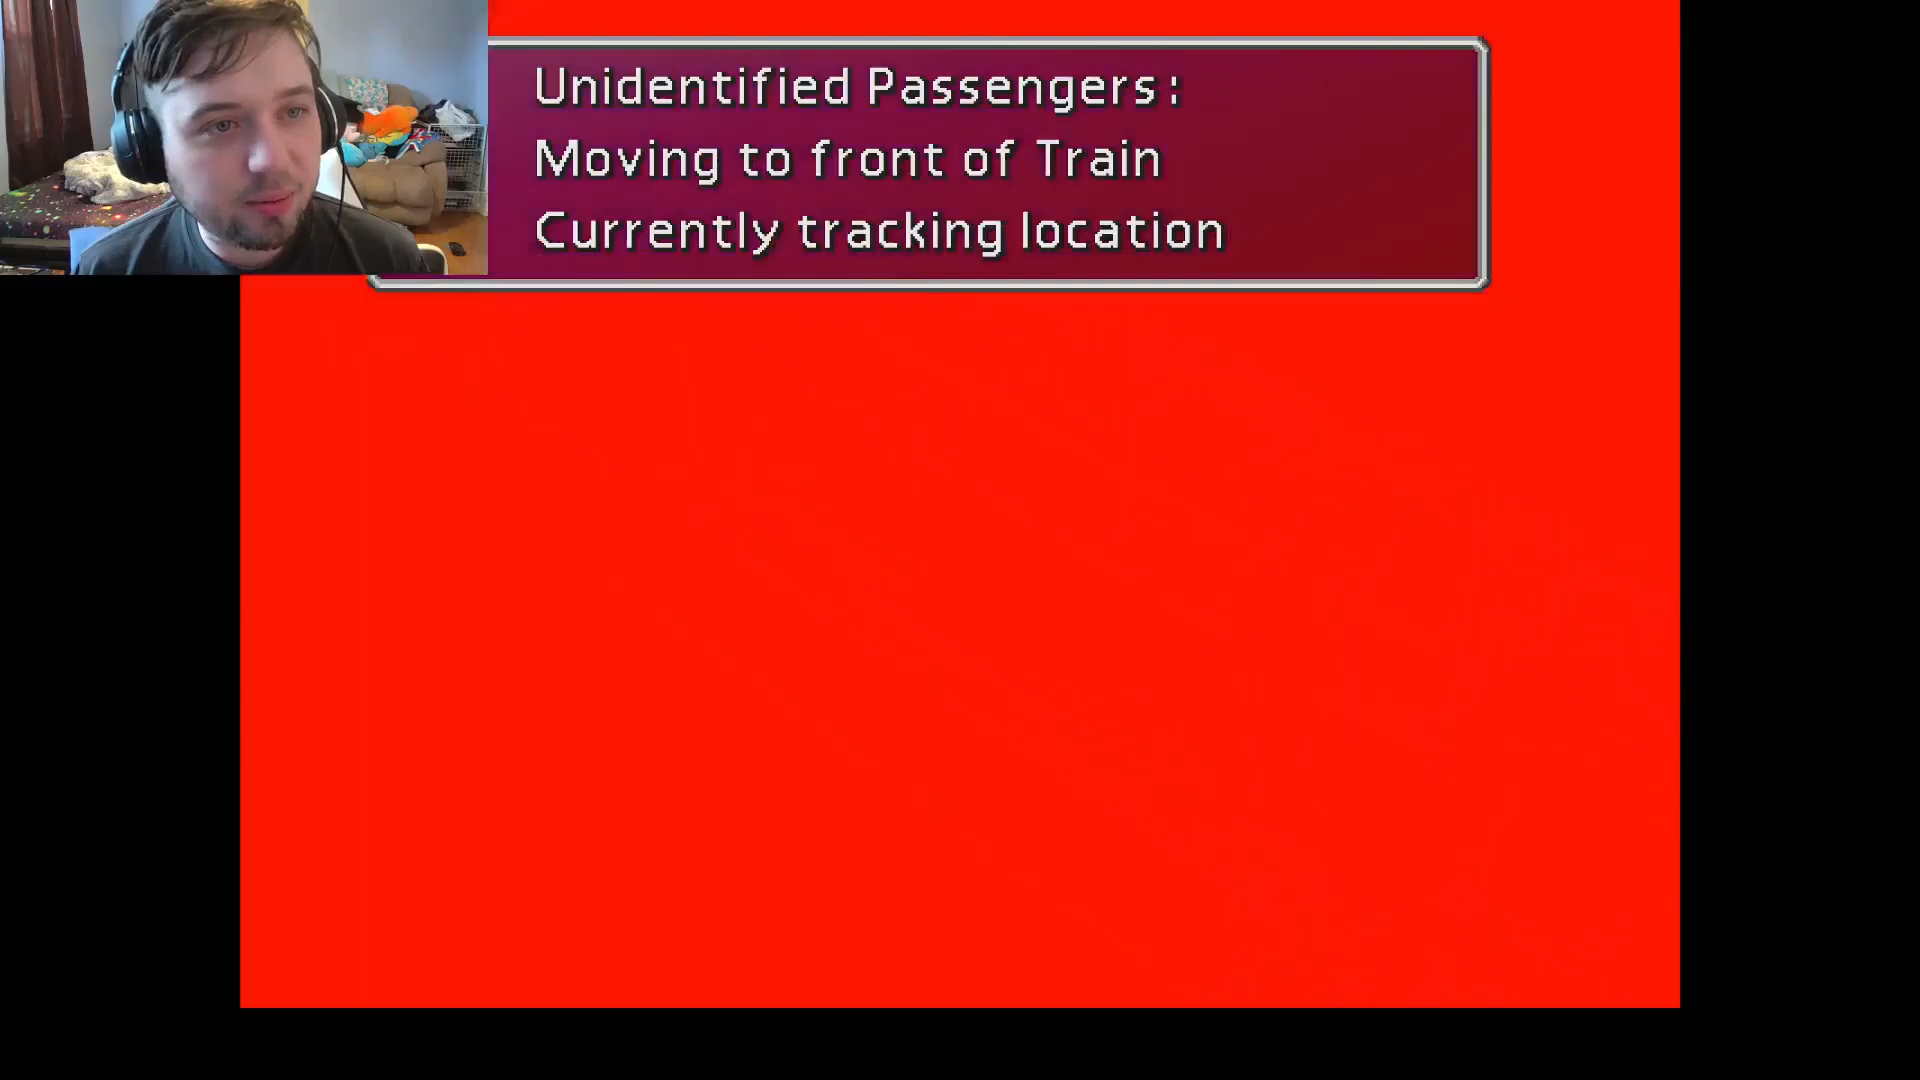 Unidentified Passengers:
Moving to front of Train
Currently tracking location